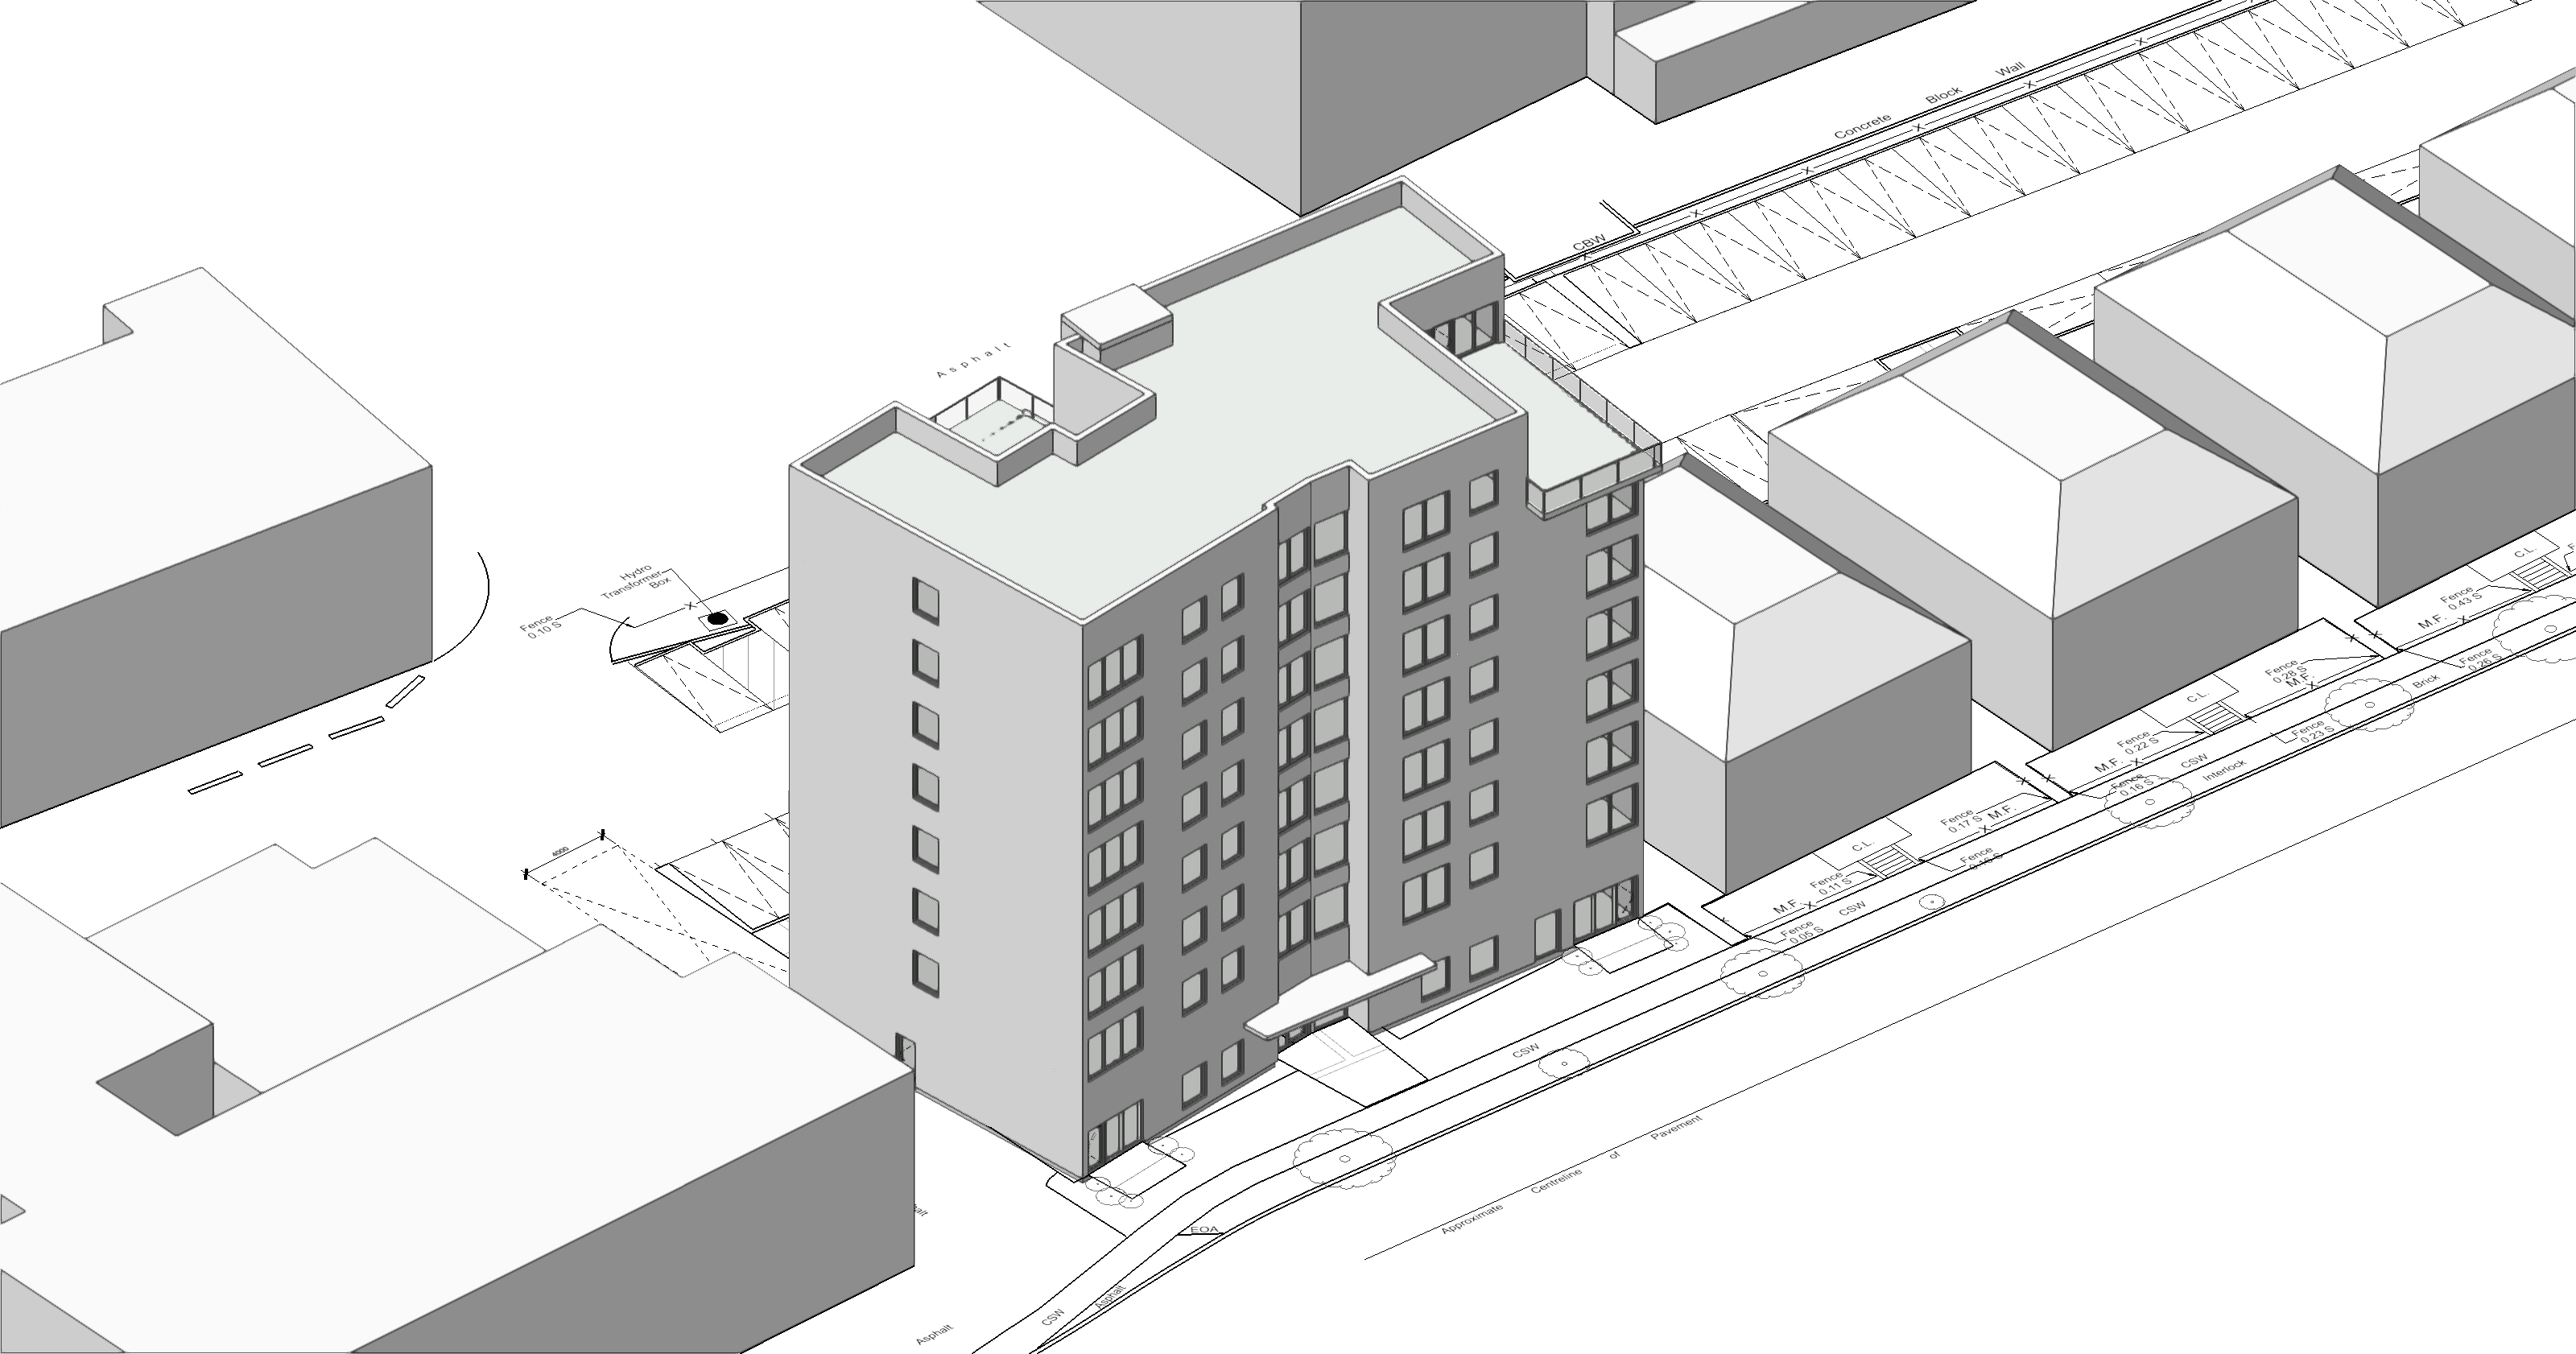 Concrete Block Wall
CBW
Asphalt
Hydro
Transformer
Box
Fence
0.10 S
4000
C.L.
Fence
0.43 S
M.F.
Fence
0.26 S
Brick
Fence
0.28 S
M.F.
C.L.
Fence
0.23 S
Fence
0.22 S
M.F.
CSW
Interlock
Fence
0.16 S
Fence
0.17 S
M.F.
C.L.
Fence
Fence
0.11 S
M.F.
CSW
Fence
0.05 S
CSW
Approximate Centreline of Pavement
EOA
Asphalt
CSW
Asphalt